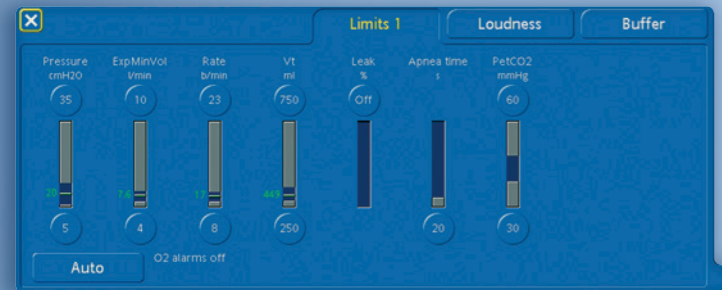 Limits 1 Loudness Buffer
Pressure ExpMinVol Rate Vt Leak Apnea time PetCO2
cmH2O l/min b/min ml % s mmHg
35 10 23 750 Off 60
20 7.6 17 449
5 4 8 250 20 30
Auto O2 alarms off